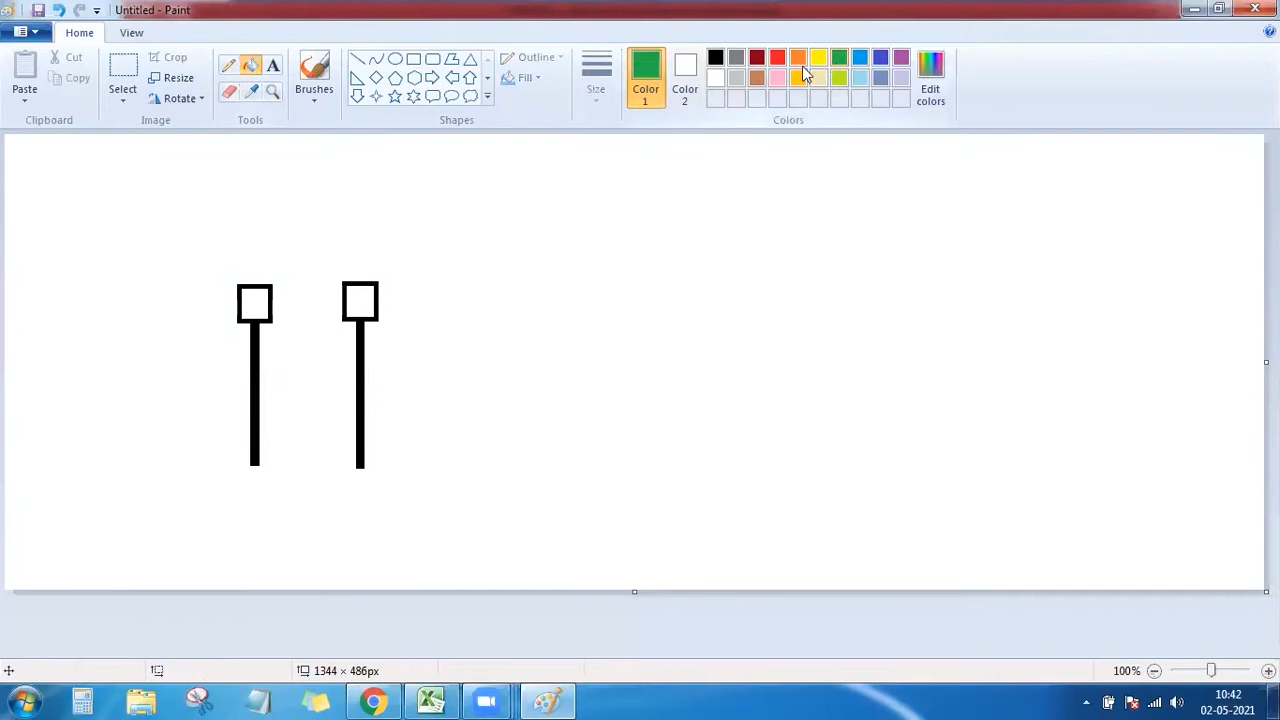 Untitled - Paint
Home View
Paste
Cut
Copy
Clipboard
Select
Crop
Resize
Rotate
Image
A
Tools
Brushes
Outline
Fill
Shapes
Size
Color 1
Color 2
Edit colors
Colors
1344 × 486px
100%
10:42
02-05-2021